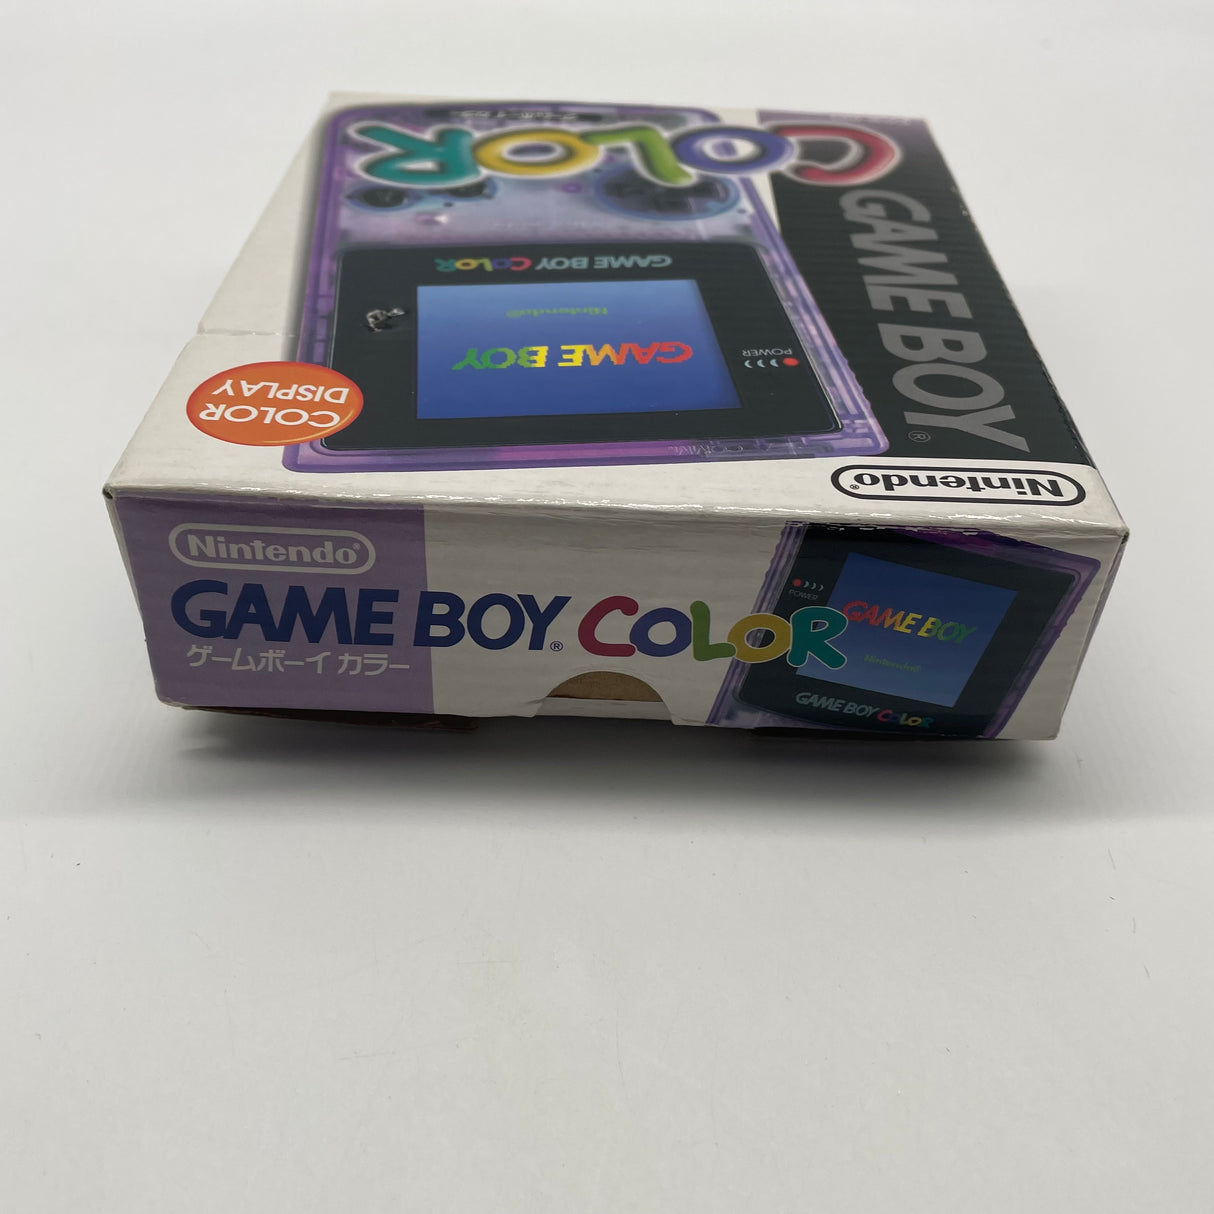 COLOR
GAME BOY
GAME BOY COLOR
Nintendo®
GAME BOY
POWER
COLOR
DISPLAY
®
Nintendo®
Nintendo®
GAME BOY® COLOR
ゲームボーイ カラー
POWER
GAME BOY
Nintendo®
GAME BOY COLOR